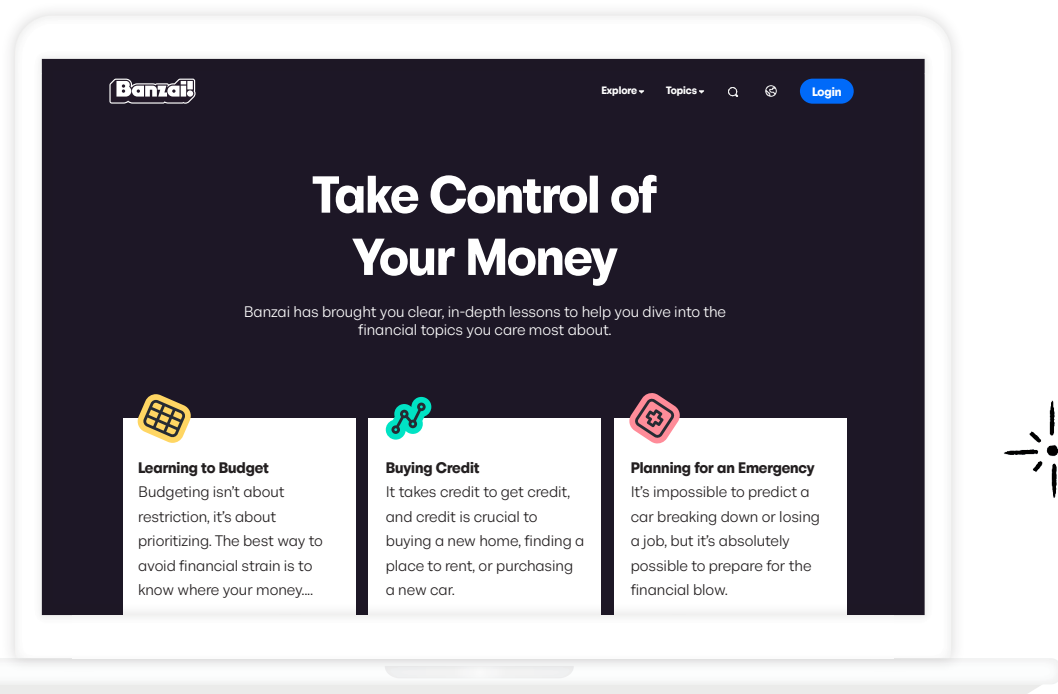 Banzai!
Explore
Topics
Login
Take Control of
Your Money
Banzai has brought you clear, in-depth lessons to help you dive into the
financial topics you care most about.
Learning to Budget
Budgeting isn't about
restriction, it's about
prioritizing. The best way to
avoid financial strain is to
know where your money....
Buying Credit
It takes credit to get credit,
and credit is crucial to
buying a new home, finding a
place to rent, or purchasing
a new car.
Planning for an Emergency
It's impossible to predict a
car breaking down or losing
a job, but it's absolutely
possible to prepare for the
financial blow.